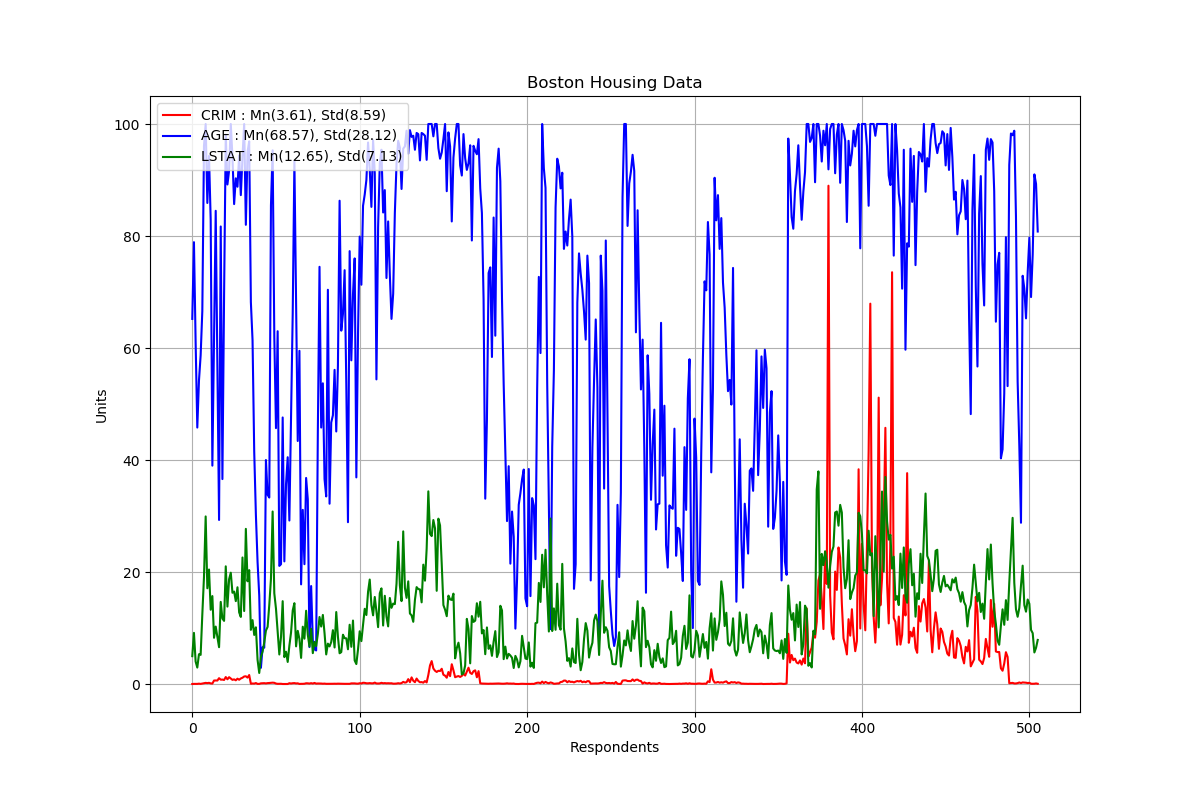 Boston Housing Data
CRIM : Mn(3.61), Std(8.59)
AGE : Mn(68.57), Std(28.12)
LSTAT : Mn(12.65), Std(7.13)
100
80
60
40
20
0
Units
0 100 200 300 400 500
Respondents